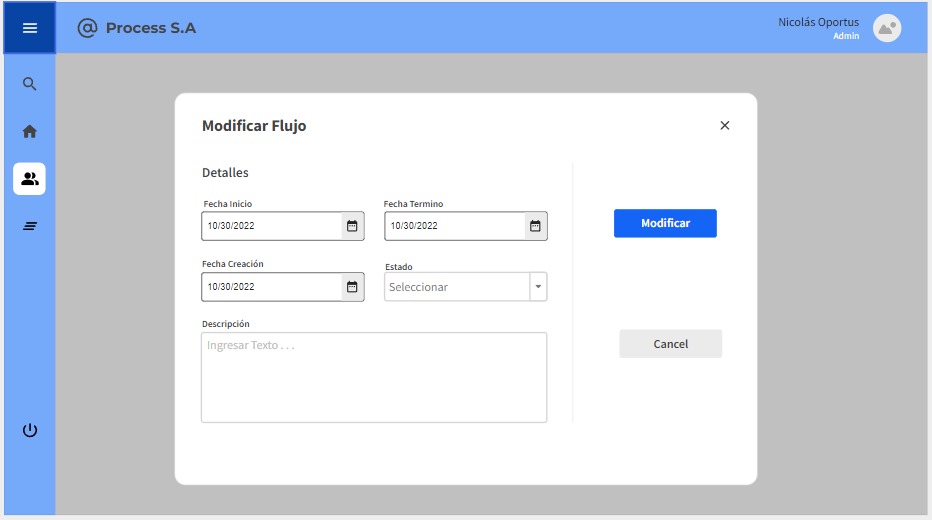 @ Process S.A
Nicolás Oportus
Admin
Modificar Flujo
Detalles
Fecha Inicio
Fecha Termino
10/30/2022
10/30/2022
Fecha Creación
Estado
10/30/2022
Seleccionar
Descripción
Ingresar Texto . . .
Modificar
Cancel